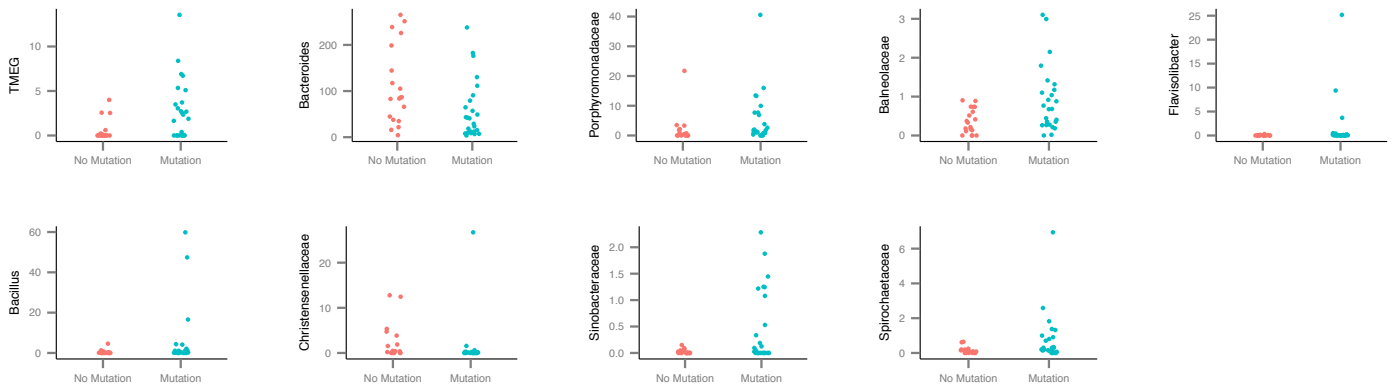 TMEG
10
5
0
No Mutation Mutation
Bacteroides
200
100
0
No Mutation Mutation
Porphyromonadaceae
40
30
20
10
0
No Mutation Mutation
Balneolaceae
3
2
1
0
No Mutation Mutation
Flavisolibacter
25
20
15
10
5
0
No Mutation Mutation
Bacillus
60
40
20
0
No Mutation Mutation
Christensenellaceae
20
10
0
No Mutation Mutation
Sinobacteraceae
2.0
1.5
1.0
0.5
0.0
No Mutation Mutation
Spirochaetaceae
6
4
2
0
No Mutation Mutation